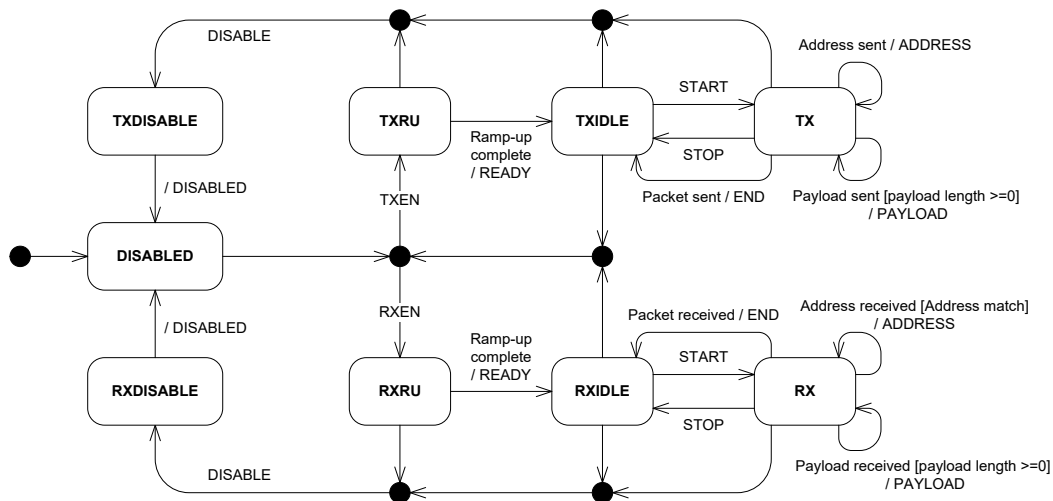 DISABLE
Address sent / ADDRESS
START
TXDISABLE
TXRU
TXIDLE
TX
Ramp-up
complete
/ READY
STOP
/ DISABLED
TXEN
Packet sent / END
Payload sent [payload length >=0]
/ PAYLOAD
DISABLED
RXEN
Packet received / END
Address received [Address match]
/ ADDRESS
/ DISABLED
Ramp-up
complete
/ READY
START
RXDISABLE
RXRU
RXIDLE
RX
STOP
DISABLE
Payload received [payload length >=0]
/ PAYLOAD